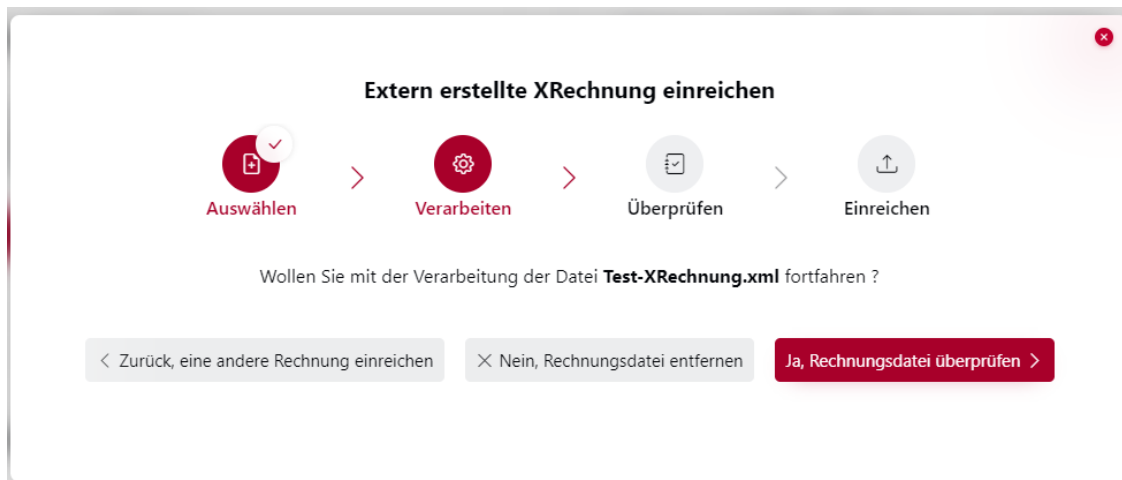 Extern erstellte XRechnung einreichen
Auswählen
Verarbeiten
Überprüfen
Einreichen
Wollen Sie mit der Verarbeitung der Datei Test-XRechnung.xml fortfahren ?
Zurück, eine andere Rechnung einreichen
Nein, Rechnungsdatei entfernen
Ja, Rechnungsdatei überprüfen